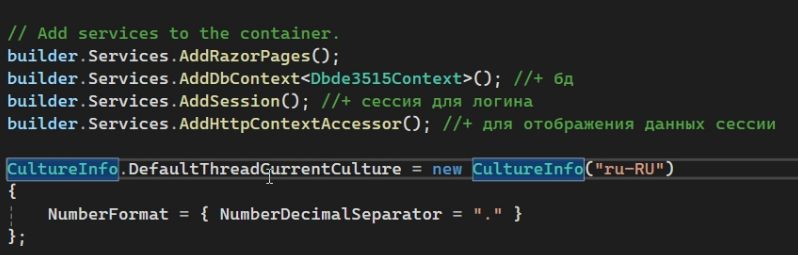 // Add services to the container.
builder.Services.AddRazorPages();
builder.Services.AddDbContext<Dbde3515Context>(); //+ бд
builder.Services.AddSession(); //+ сессия для логина
builder.Services.AddHttpContextAccessor(); //+ для отображения данных сессии
CultureInfo.DefaultThreadCurrentCulture = new CultureInfo("ru-RU")
{
NumberFormat = { NumberDecimalSeparator = "." }
};